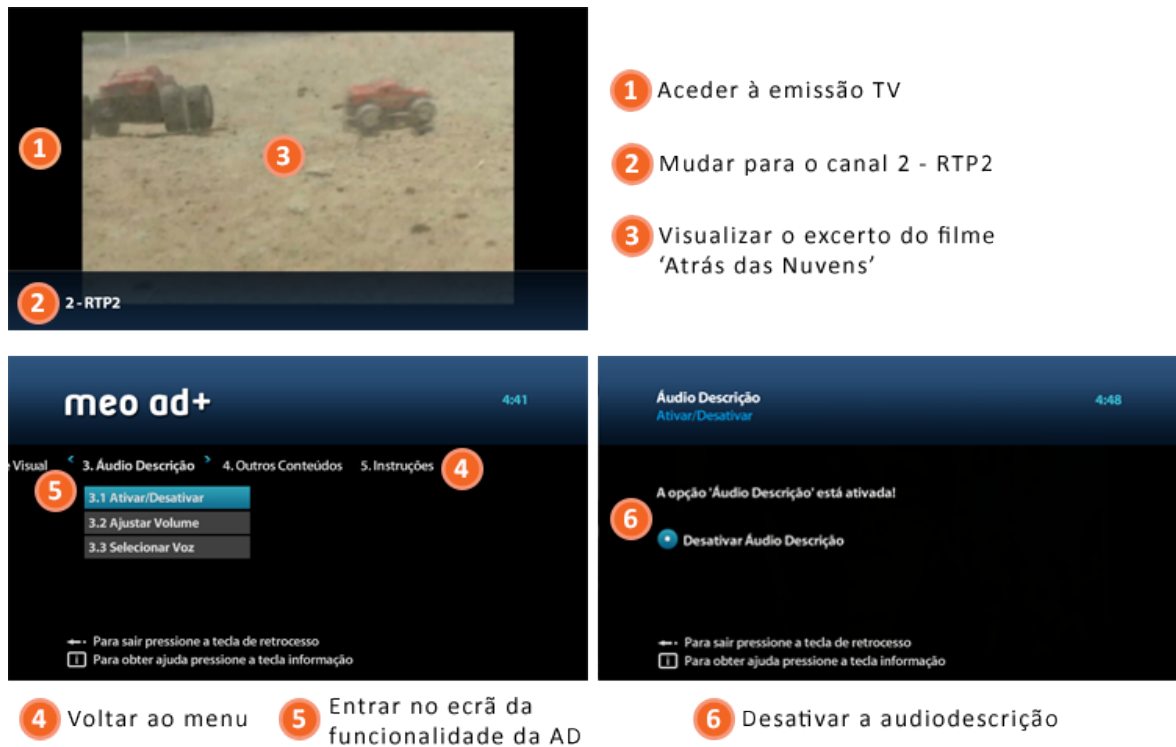 1
3
2
2 - RTP2
1 Aceder à emissão TV
2 Mudar para o canal 2 - RTP2
3 Visualizar o excerto do filme
'Atrás das Nuvens'
meo ad+
4:41
Visual < 3. Áudio Descrição > 4. Outros Conteúdos 5. Instruções 4
5
3.1 Ativar/Desativar
3.2 Ajustar Volume
3.3 Selecionar Voz
Para sair pressione a tecla de retrocesso
i Para obter ajuda pressione a tecla informação
Áudio Descrição
4:48
Ativar/Desativar
A opção 'Áudio Descrição' está ativada!
6
Desativar Áudio Descrição
Para sair pressione a tecla de retrocesso
i Para obter ajuda pressione a tecla informação
4 Voltar ao menu
5 Entrar no ecrã da
funcionalidade da AD
6 Desativar a audiodescrição